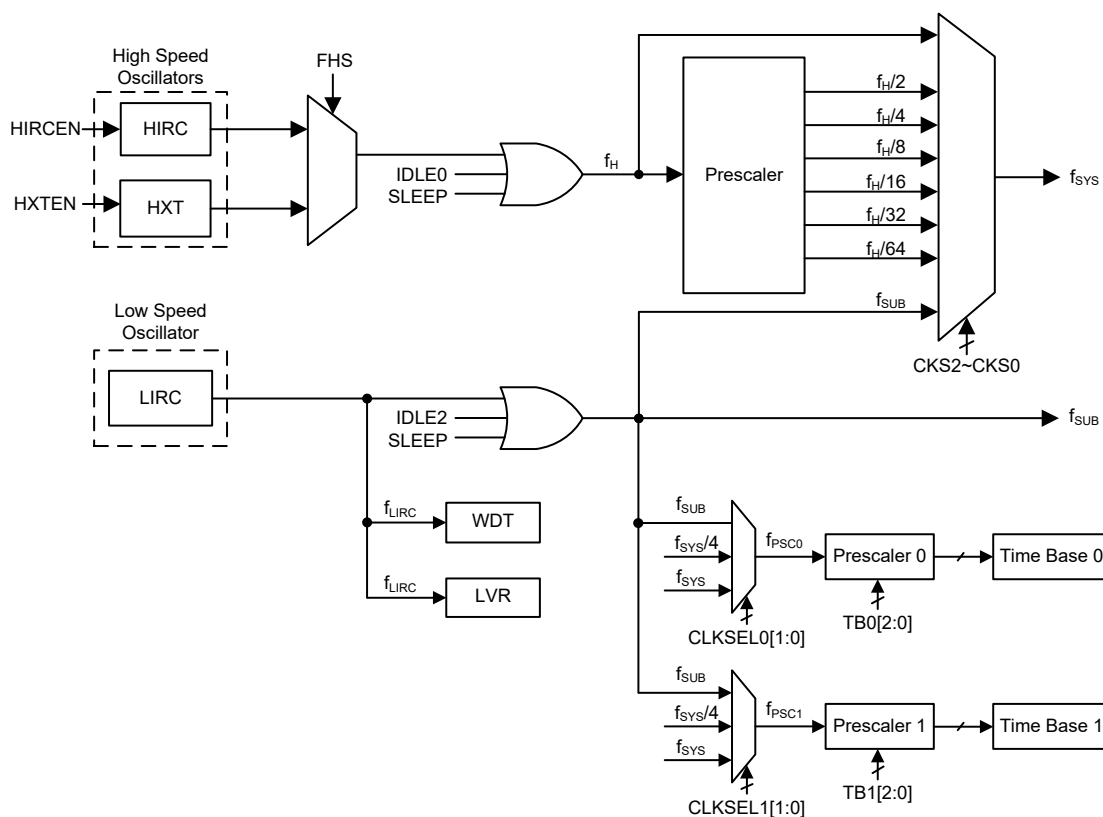 High Speed
Oscillators
FHS
HIRCEN
HIRC
HXTEN
HXT
IDLE0
SLEEP
fH
Prescaler
fH/2
fH/4
fH/8
fH/16
fH/32
fH/64
fSUB
fSYS
CKS2~CKS0
Low Speed
Oscillator
LIRC
IDLE2
SLEEP
fSUB
fLIRC
WDT
fLIRC
LVR
fSUB
fSYS/4
fSYS
fPSC0
Prescaler 0
Time Base 0
CLKSEL0[1:0]
TB0[2:0]
fSUB
fSYS/4
fSYS
fPSC1
Prescaler 1
Time Base 1
CLKSEL1[1:0]
TB1[2:0]